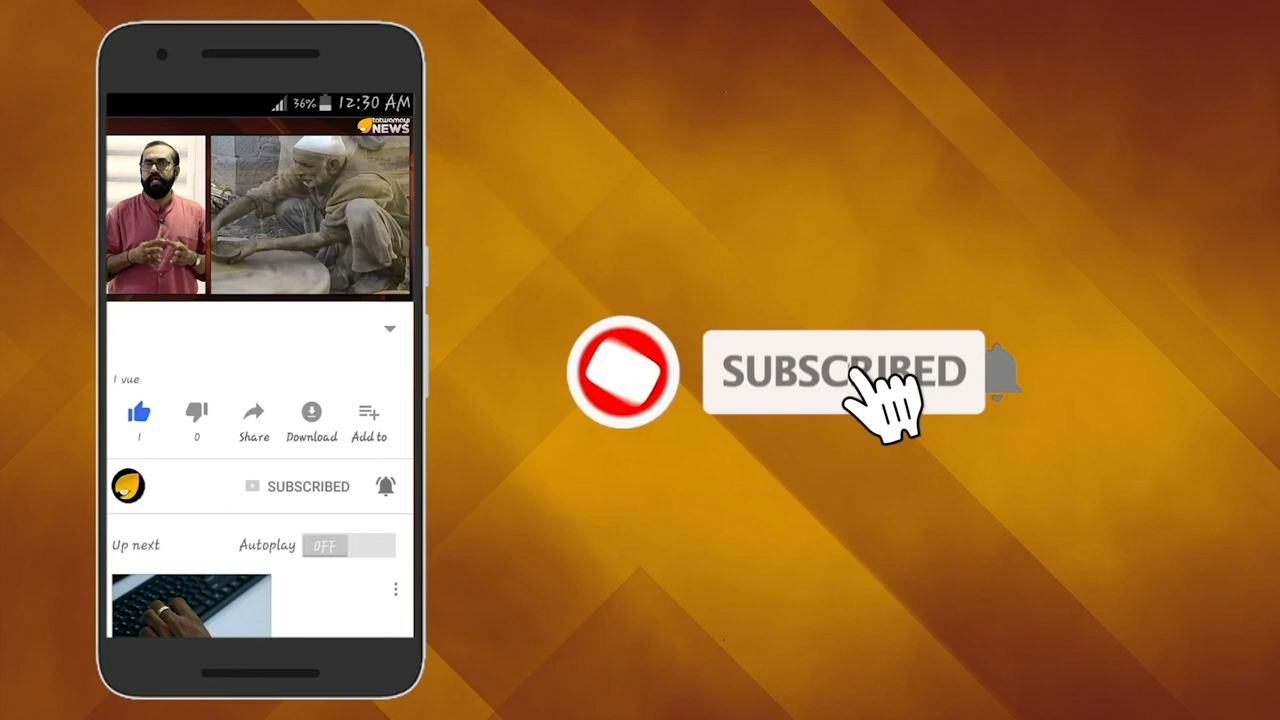 36% 12:30 AM
tatwamayi
NEWS
1 vue
1
0
Share
Download
Add to
SUBSCRIBED
Up next
Autoplay
OFF
SUBSCRIBED